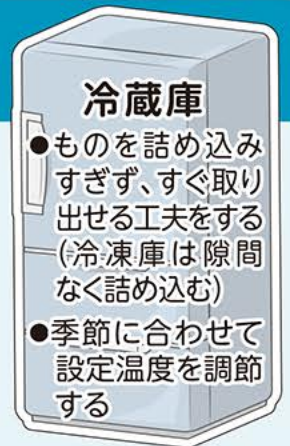 冷蔵庫
●ものを詰め込み
すぎず、すぐ取り
出せる工夫をする
(冷凍庫は隙間
なく詰め込む)
●季節に合わせて
設定温度を調節
する